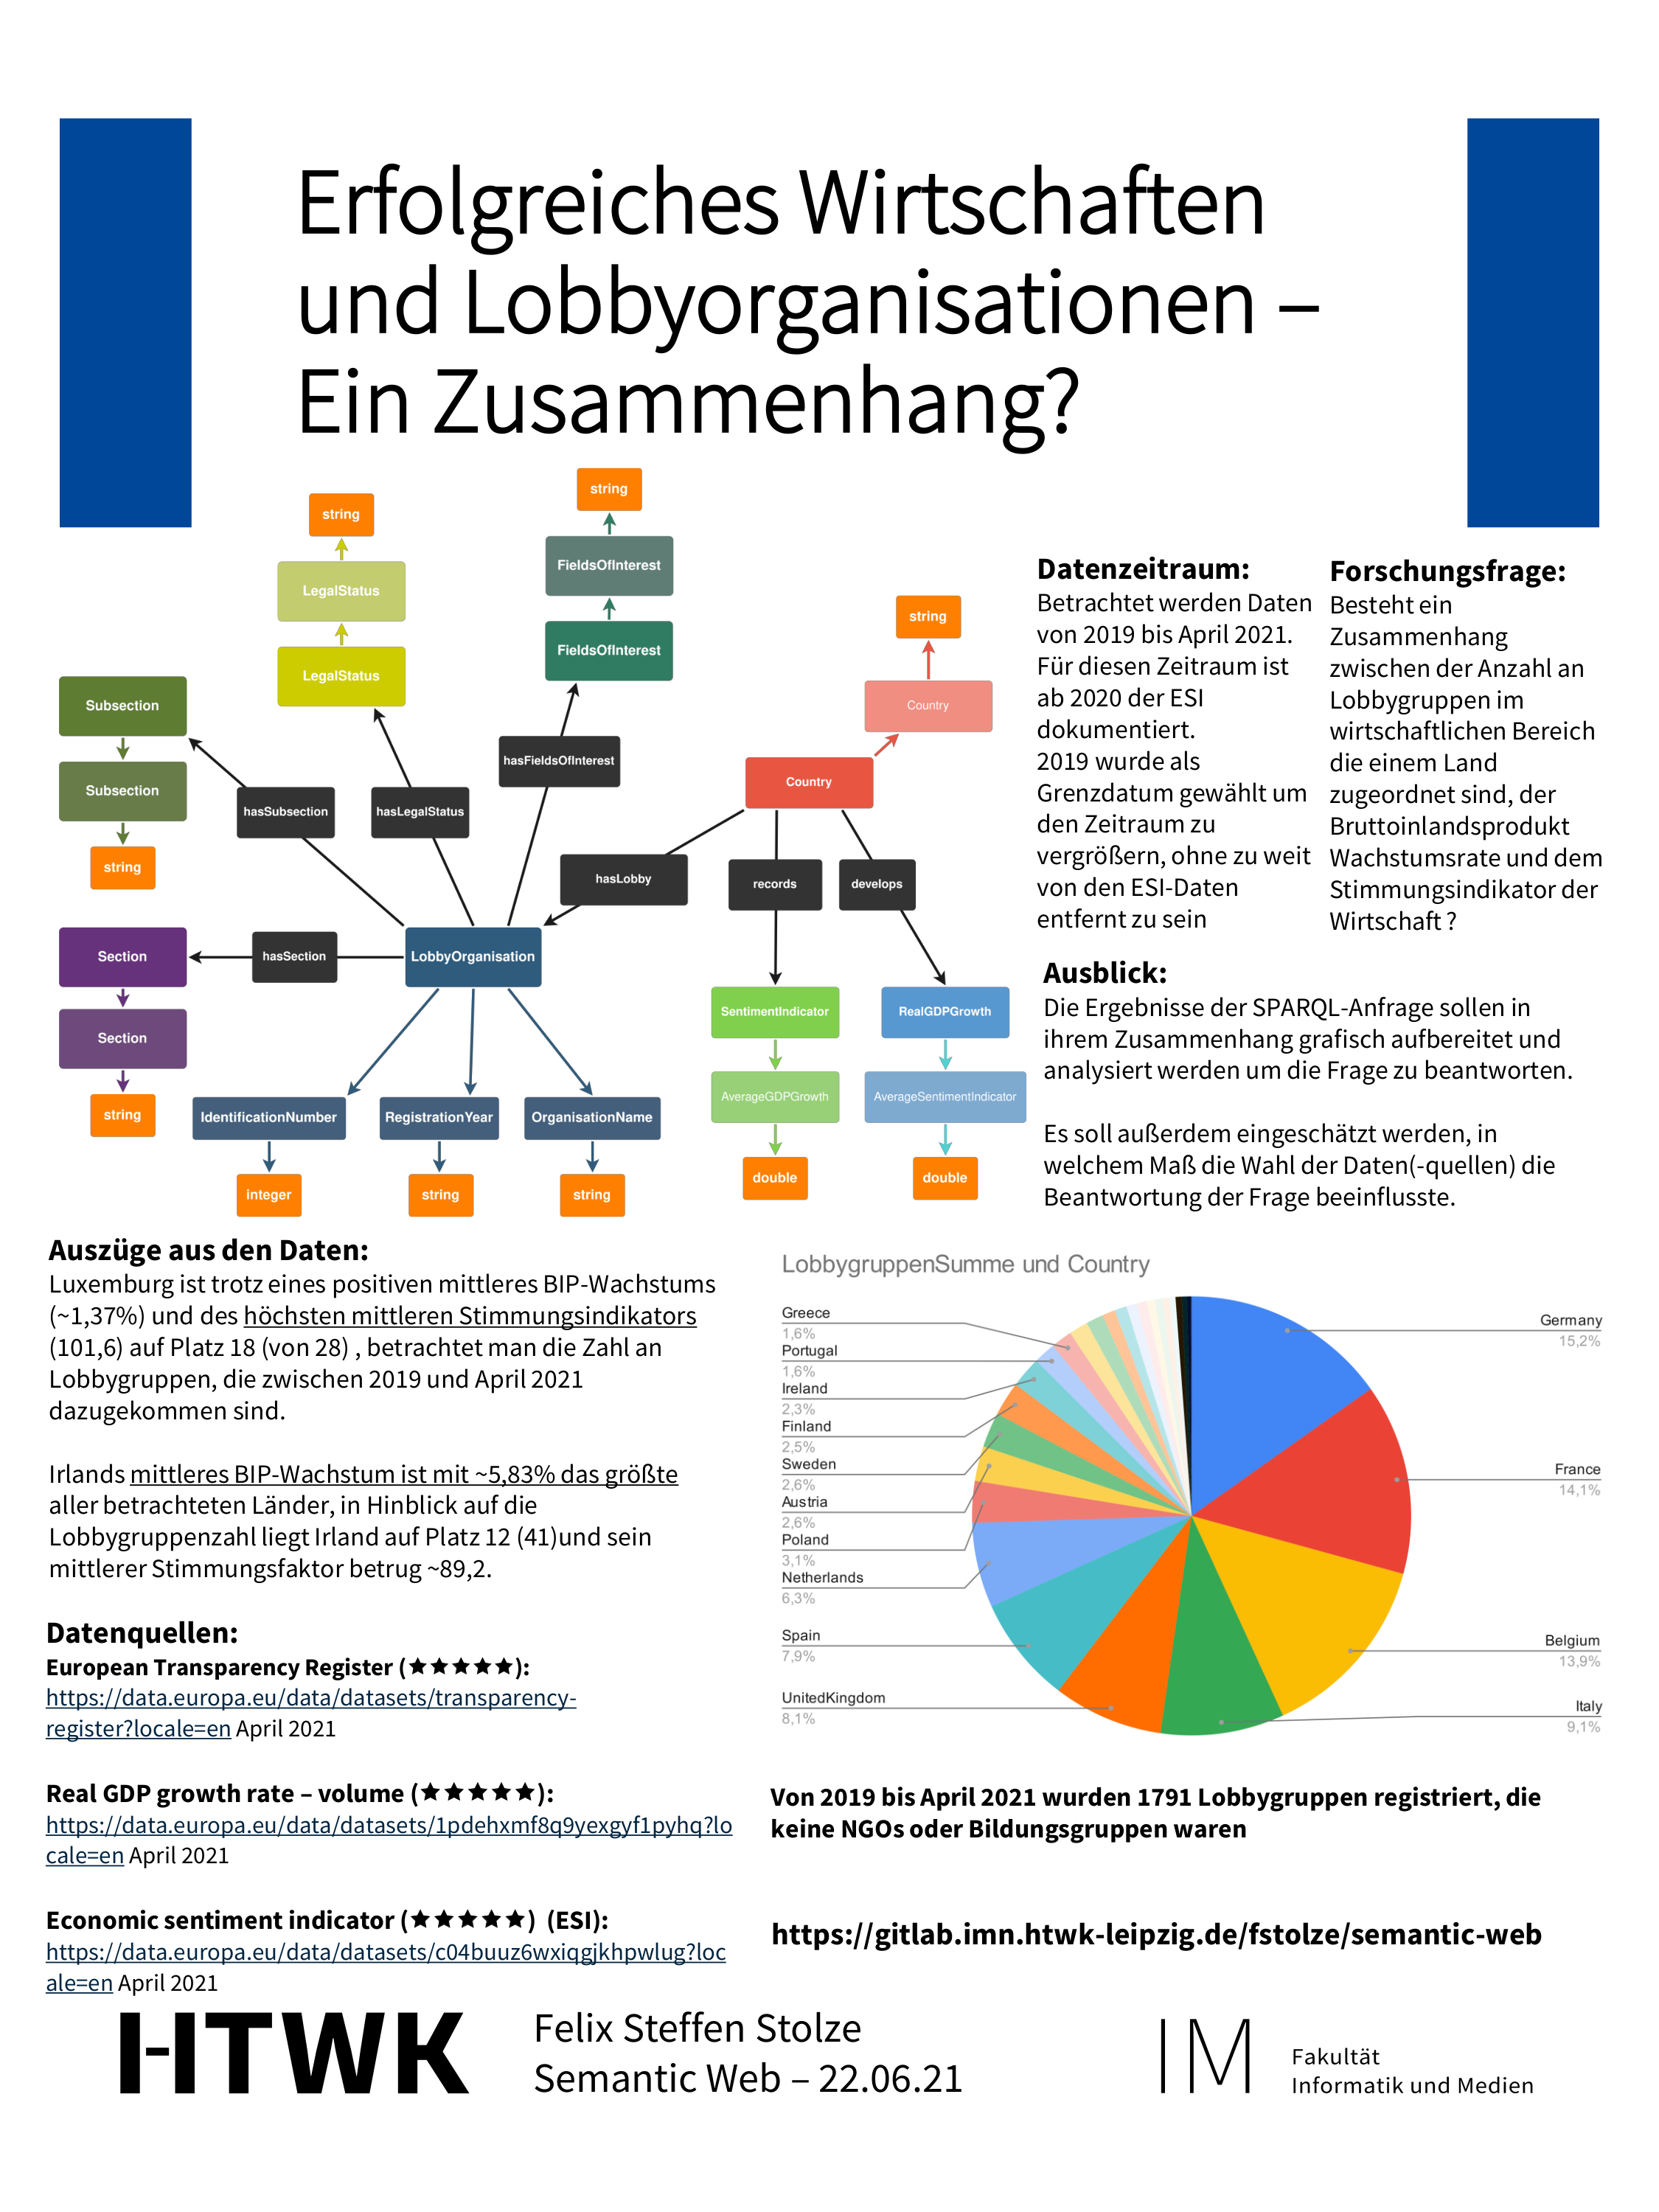 Erfolgreiches Wirtschaften
und Lobbyorganisationen –
Ein Zusammenhang?
string
string
LegalStatus
FieldsOfInterest
string
LegalStatus
FieldsOfInterest
Subsection
Country
hasFieldsOfInterest
Country
Subsection
hasSubsection
hasLegalStatus
string
hasLobby
records
develops
Section
hasSection
LobbyOrganisation
SentimentIndicator
RealGDPGrowth
Section
string
IdentificationNumber
RegistrationYear
OrganisationName
AverageGDPGrowth
AverageSentimentIndicator
integer
string
string
double
double
Datenzeitraum:
Betrachtet werden Daten
von 2019 bis April 2021.
Für diesen Zeitraum ist
ab 2020 der ESI
dokumentiert.
2019 wurde als
Grenzdatum gewählt um
den Zeitraum zu
vergrößern, ohne zu weit
von den ESI-Daten
entfernt zu sein
Forschungsfrage:
Besteht ein
Zusammenhang
zwischen der Anzahl an
Lobbygruppen im
wirtschaftlichen Bereich
die einem Land
zugeordnet sind, der
Bruttoinlandsprodukt
Wachstumsrate und dem
Stimmungsindikator der
Wirtschaft ?
Ausblick:
Die Ergebnisse der SPARQL-Anfrage sollen in
ihrem Zusammenhang grafisch aufbereitet und
analysiert werden um die Frage zu beantworten.
Es soll außerdem eingeschätzt werden, in
welchem Maß die Wahl der Daten(-quellen) die
Beantwortung der Frage beeinflusste.
Auszüge aus den Daten:
Luxemburg ist trotz eines positiven mittleres BIP-Wachstums
(~1,37%) und des höchsten mittleren Stimmungsindikators
(101,6) auf Platz 18 (von 28) , betrachtet man die Zahl an
Lobbygruppen, die zwischen 2019 und April 2021
dazugekommen sind.
Irlands mittleres BIP-Wachstum ist mit ~5,83% das größte
aller betrachteten Länder, in Hinblick auf die
Lobbygruppenzahl liegt Irland auf Platz 12 (41)und sein
mittlerer Stimmungsfaktor betrug ~89,2.
Datenquellen:
European Transparency Register (★★★★★):
https://data.europa.eu/data/datasets/transparency-
register?locale=en April 2021
Real GDP growth rate – volume (★★★★★):
https://data.europa.eu/data/datasets/1pdehxmf8q9yexgyf1pyhq?lo
cale=en April 2021
Economic sentiment indicator (★★★★★) (ESI):
https://data.europa.eu/data/datasets/c04buuz6wxiqgjkhpwlug?loc
ale=en April 2021
LobbygruppenSumme und Country
Greece
1,6%
Portugal
1,6%
Ireland
2,3%
Finland
2,5%
Sweden
2,6%
Austria
2,6%
Poland
3,1%
Netherlands
6,3%
Spain
7,9%
UnitedKingdom
8,1%
Germany
15,2%
France
14,1%
Belgium
13,9%
Italy
9,1%
Von 2019 bis April 2021 wurden 1791 Lobbygruppen registriert, die
keine NGOs oder Bildungsgruppen waren
https://gitlab.imn.htwk-leipzig.de/fstolze/semantic-web
HTWK
Felix Steffen Stolze
Semantic Web – 22.06.21
IM
Fakultät
Informatik und Medien